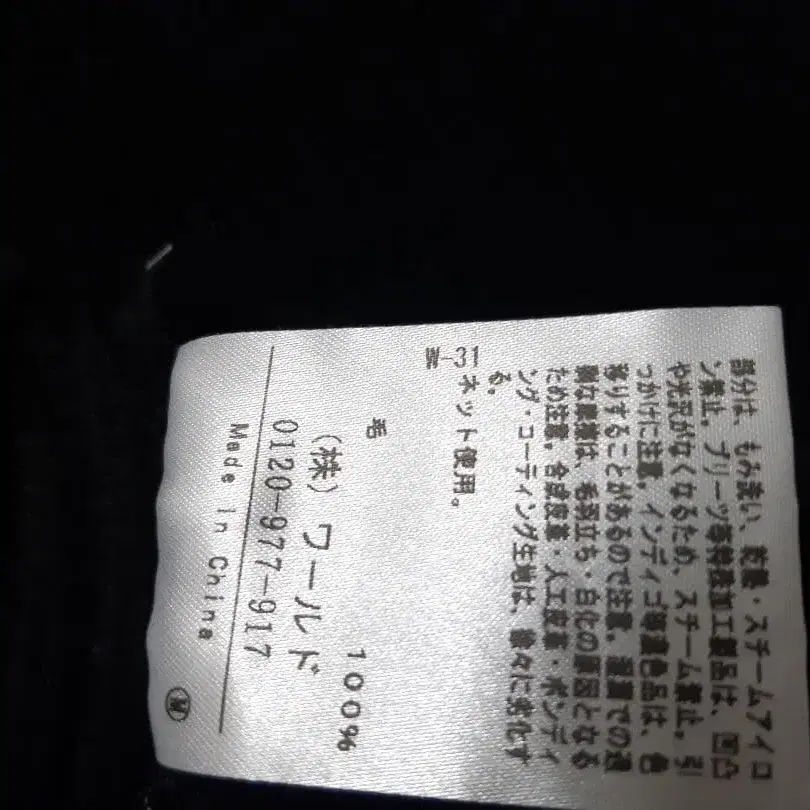 部分は、もみ洗い、乾燥・スチームアイロ
ン禁止。プリーツ等特殊加工製品は、凹凸
や光沢がなくなるため、スチーム禁止。引
っかけに注意。インディゴ等濃色品は、色
移りすることがあるので注意。湿潤での過
剰な摩擦は、毛羽立ち・白化の原因となる
ため注意。合成皮革・人工皮革・ボンディ
ング・コーティング生地は、徐々に劣化す
る。
ネット使用。
-31
毛 100%
(株) ワールド
0120-977-917
Made In China
M